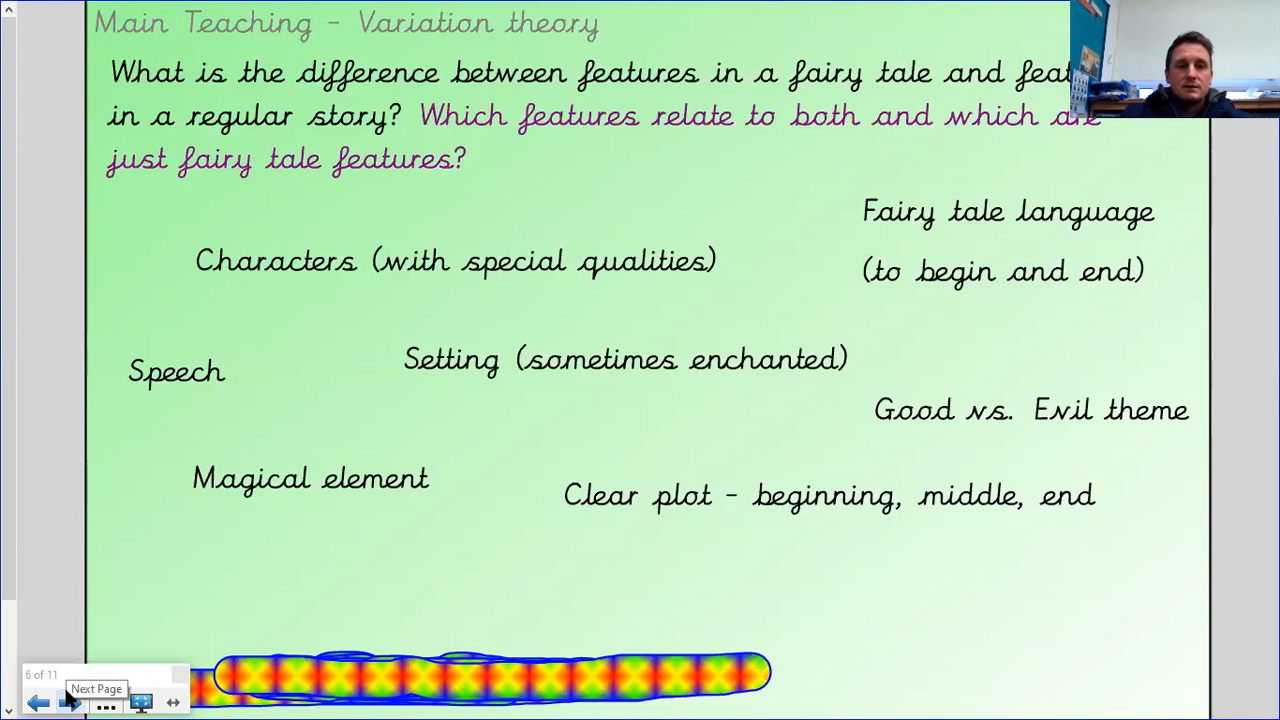 Main Teaching - Variation theory
What is the difference between features in a fairy tale and
in a regular story? Which features relate to both and which are
just fairy tale features?
Fairy tale language
Characters (with special qualities)
(to begin and end)
Setting (sometimes enchanted)
Speech
Good vs. Evil theme
Magical element
Clear plot - beginning, middle, end
6 of 11
Next Page